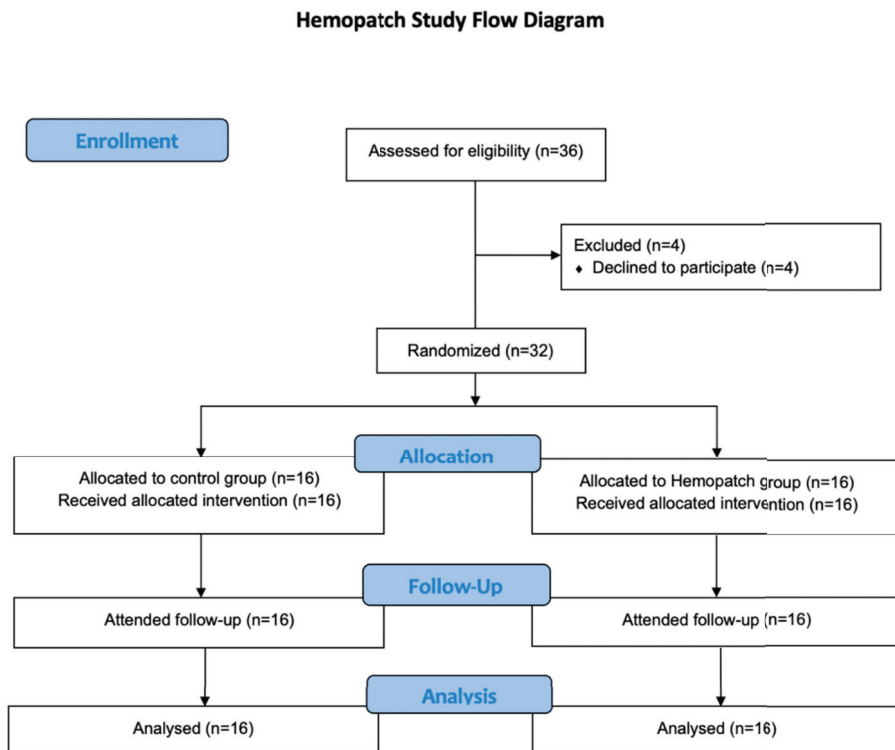 Hemopatch Study Flow Diagram
Enrollment
Assessed for eligibility (n=36)
Excluded (n=4)
♦ Declined to participate (n=4)
Randomized (n=32)
Allocation
Allocated to control group (n=16)
Received allocated intervention (n=16)
Allocated to Hemopatch group (n=16)
Received allocated intervention (n=16)
Follow-Up
Attended follow-up (n=16)
Attended follow-up (n=16)
Analysis
Analysed (n=16)
Analysed (n=16)